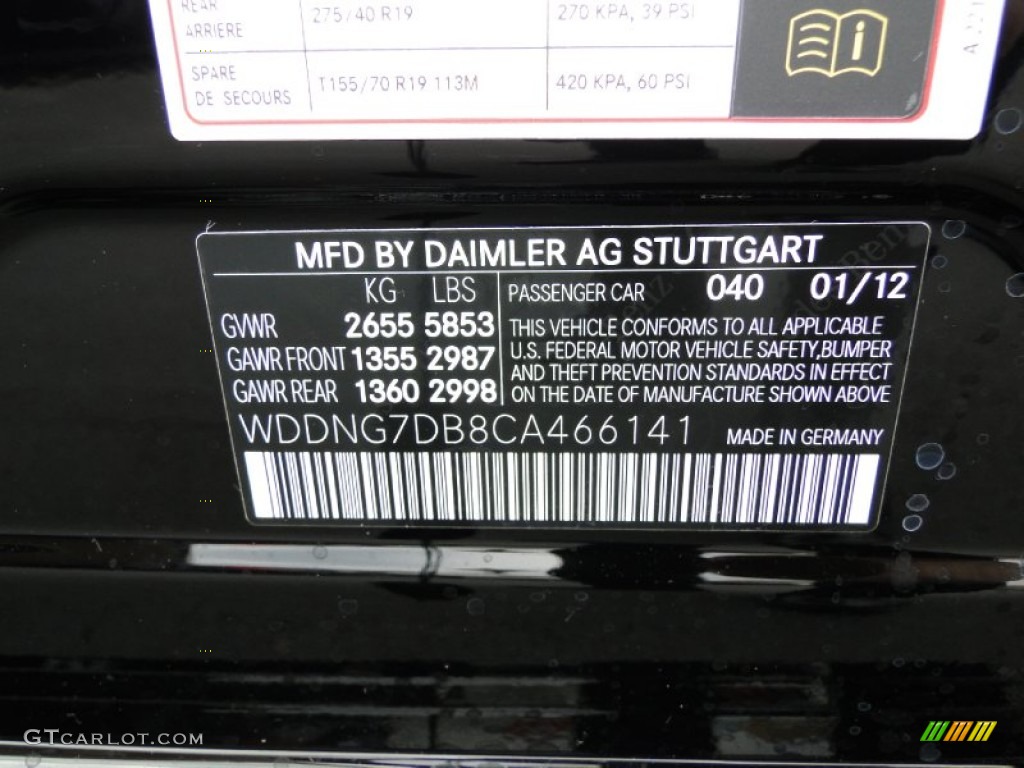 REAR 275/40 R19 270 KPA, 39 PSI
ARRIERE
SPARE T155/70 R19 113M 420 KPA, 60 PSI
DE SECOURS
i
A 221
MFD BY DAIMLER AG STUTTGART
KG LBS PASSENGER CAR 040 01/12
GVWR 2655 5853 THIS VEHICLE CONFORMS TO ALL APPLICABLE
GAWR FRONT 1355 2987 U.S. FEDERAL MOTOR VEHICLE SAFETY,BUMPER
AND THEFT PREVENTION STANDARDS IN EFFECT
GAWR REAR 1360 2998 ON THE DATE OF MANUFACTURE SHOWN ABOVE
WDDNG7DB8CA466141 MADE IN GERMANY
GTCARLOT.COM